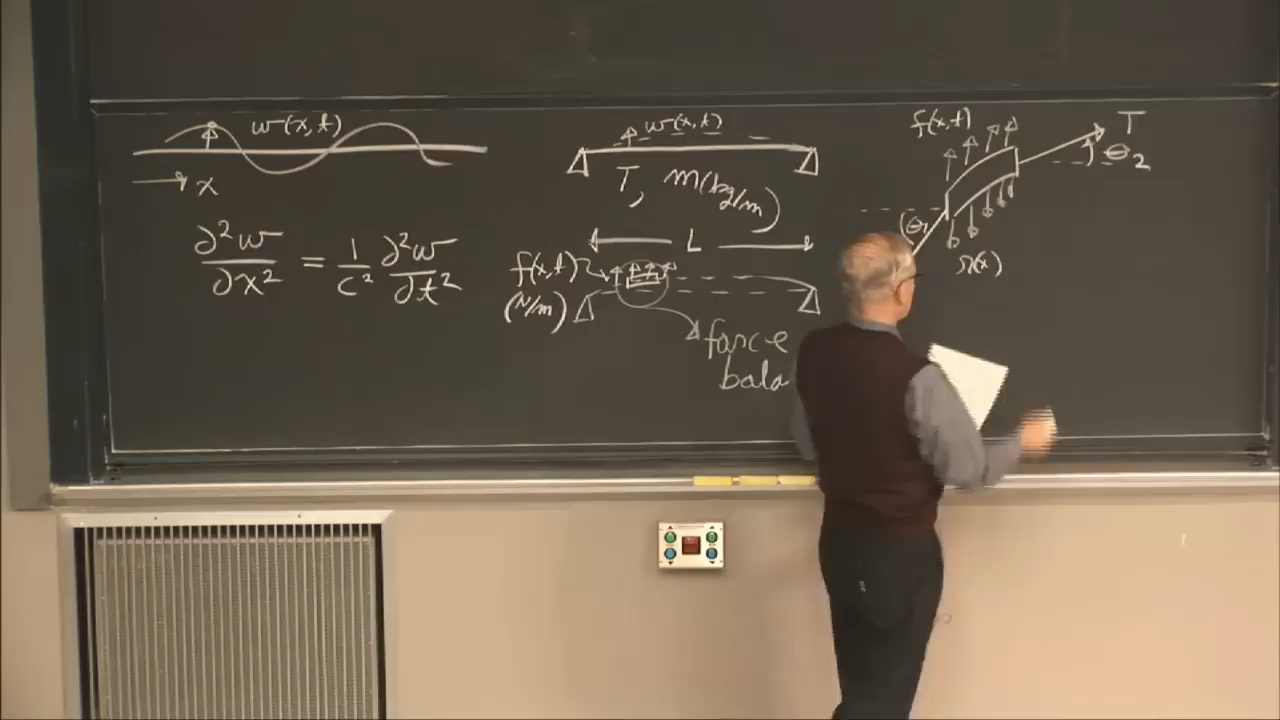 w(x,t)
x
∂²w/∂x² = 1/c² ∂²w/∂t²
w(x,t)
T, m(kg/m)
L
f(x,t)
(N/m)
force
bala
f(x,t)
T
θ₂
θ₁
r(x)